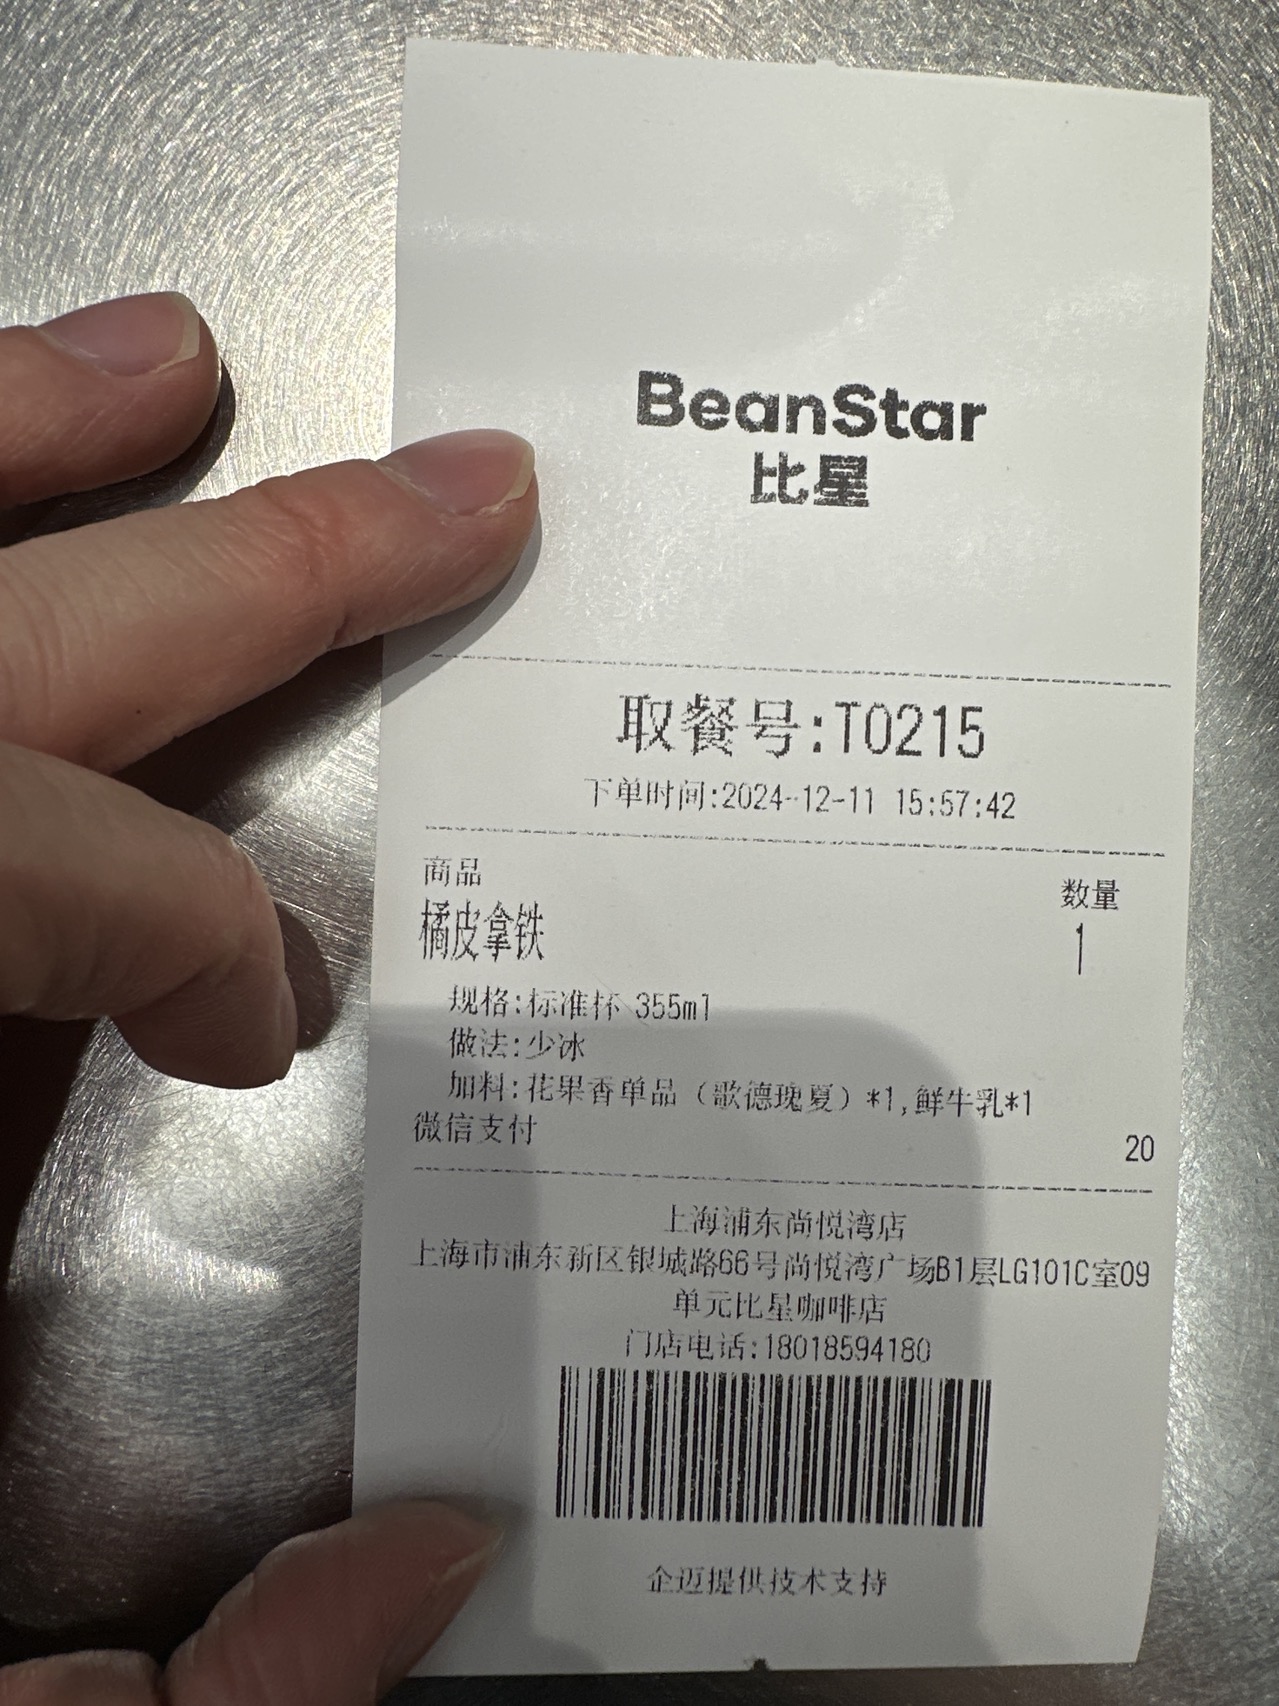 BeanStar
比星
取餐号:T0215
下单时间:2024-12-11 15:57:42
商品 数量
橘皮拿铁 1
规格:标准杯 355ml
做法:少冰
加料:花果香单品（歌德瑰夏）*1,鲜牛乳*1
微信支付 20
上海浦东尚悦湾店
上海市浦东新区银城路66号尚悦湾广场B1层LG101C室09
单元比星咖啡店
门店电话:18018594180
企迈提供技术支持